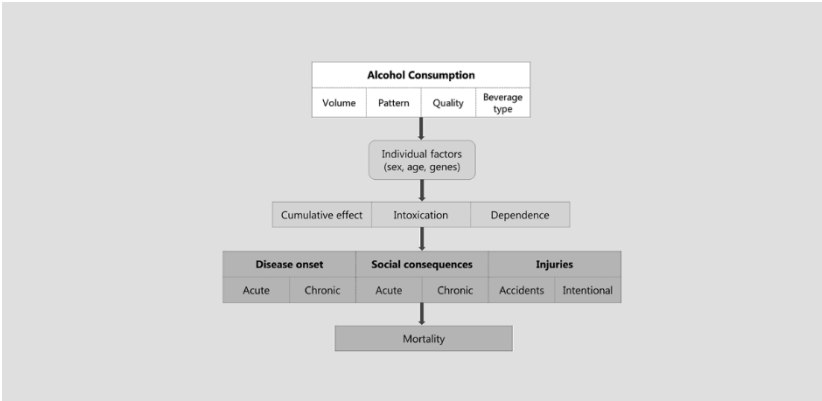 Alcohol Consumption
Volume
Pattern
Quality
Beverage
type
Individual factors
(sex, age, genes)
Cumulative effect
Intoxication
Dependence
Disease onset
Social consequences
Injuries
Acute
Chronic
Acute
Chronic
Accidents
Intentional
Mortality